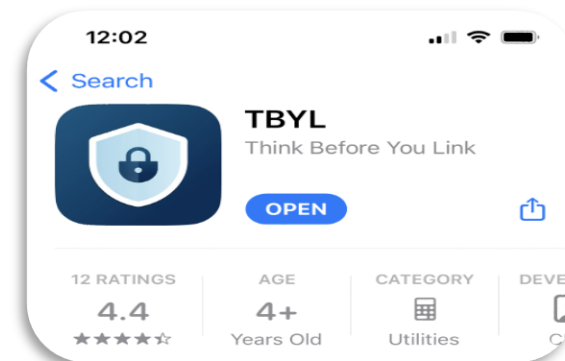 12:02
Search
TBYL
Think Before You Link
OPEN
12 RATINGS AGE CATEGORY DEVE
4.4 4+
Years Old Utilities